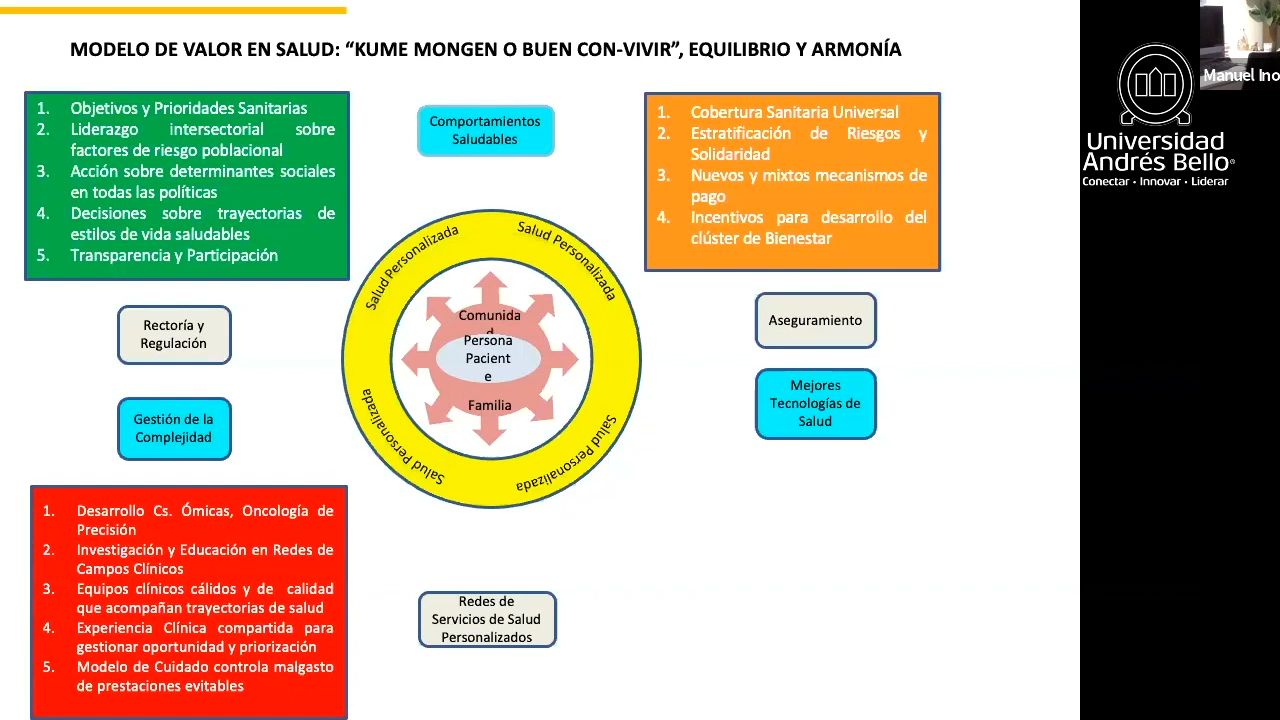 MODELO DE VALOR EN SALUD: “KUME MONGEN O BUEN CON-VIVIR”, EQUILIBRIO Y ARMONÍA
1. Objetivos y Prioridades Sanitarias
2. Liderazgo intersectorial sobre
factores de riesgo poblacional
3. Acción sobre determinantes sociales
en todas las políticas
4. Decisiones sobre trayectorias de
estilos de vida saludables
5. Transparencia y Participación
Comportamientos
Saludables
1. Cobertura Sanitaria Universal
2. Estratificación de Riesgos y
Solidaridad
3. Nuevos y mixtos mecanismos de
pago
4. Incentivos para desarrollo del
clúster de Bienestar
Rectoría y
Regulación
Gestión de la
Complejidad
Salud Personalizada
Salud Personalizada
Salud Personalizada
Salud Personalizada
Comunida
d
Persona
Pacient
e
Familia
Aseguramiento
Mejores
Tecnologías de
Salud
1. Desarrollo Cs. Ómicas, Oncología de
Precisión
2. Investigación y Educación en Redes de
Campos Clínicos
3. Equipos clínicos cálidos y de calidad
que acompañan trayectorias de salud
4. Experiencia Clínica compartida para
gestionar oportunidad y priorización
5. Modelo de Cuidado controla malgasto
de prestaciones evitables
Redes de
Servicios de Salud
Personalizados
Manuel Ino
Universidad
Andrés Bello®
Conectar • Innovar • Liderar